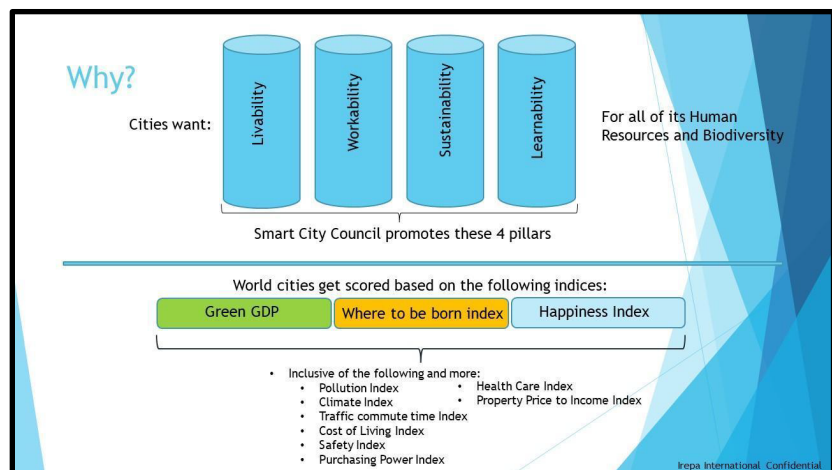 Why?
Cities want:
Livability
Workability
Sustainability
Learnability
For all of its Human
Resources and Biodiversity
Smart City Council promotes these 4 pillars
World cities get scored based on the following indices:
Green GDP
Where to be born index
Happiness Index
• Inclusive of the following and more:
• Pollution Index
• Climate Index
• Traffic commute time Index
• Cost of Living Index
• Safety Index
• Purchasing Power Index
• Health Care Index
• Property Price to Income Index
Irepa International Confidential